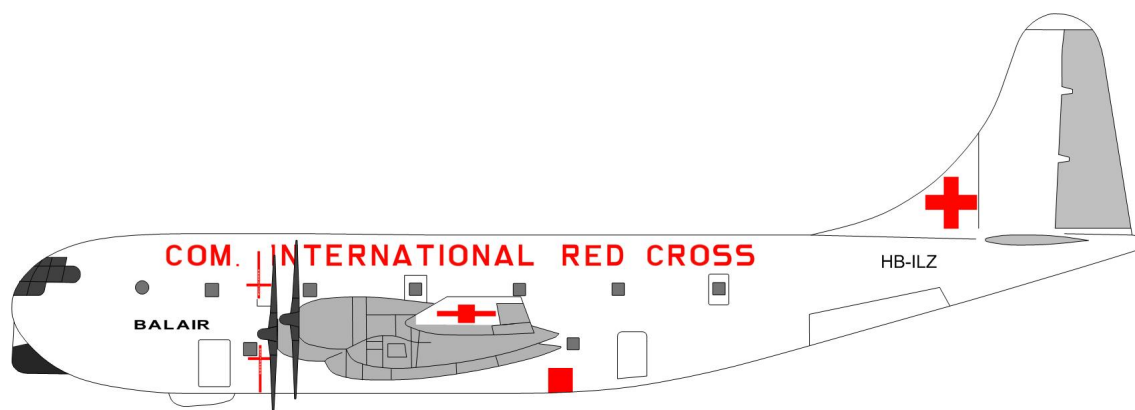 COM. INTERNATIONAL RED CROSS
HB-ILZ
BALAIR